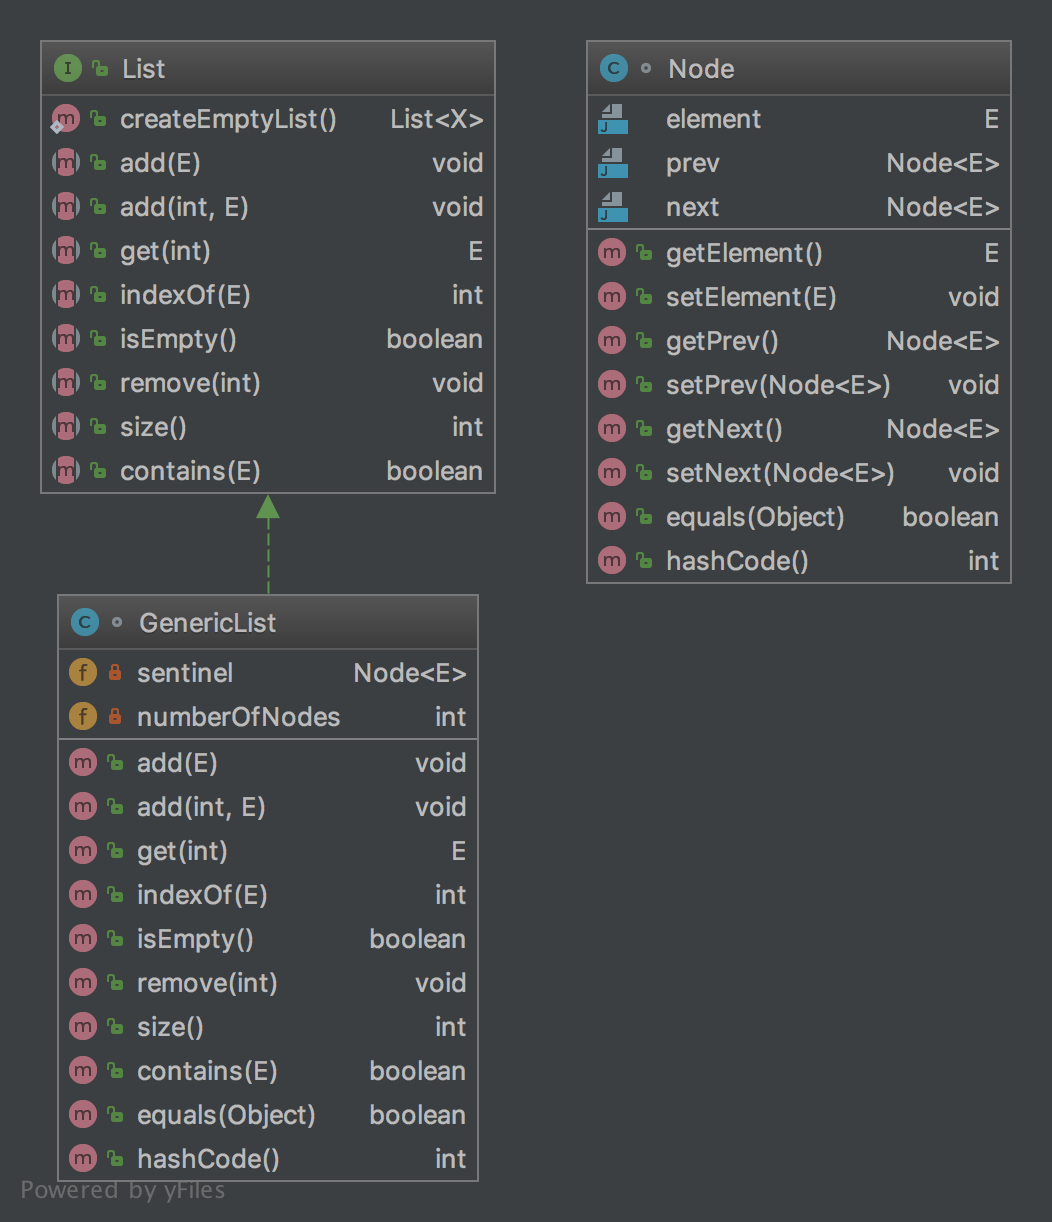 List
createEmptyList() List<X>
add(E) void
add(int, E) void
get(int) E
indexOf(E) int
isEmpty() boolean
remove(int) void
size() int
contains(E) boolean
Node
element E
prev Node<E>
next Node<E>
getElement() E
setElement(E) void
getPrev() Node<E>
setPrev(Node<E>) void
getNext() Node<E>
setNext(Node<E>) void
equals(Object) boolean
hashCode() int
GenericList
sentinel Node<E>
numberOfNodes int
add(E) void
add(int, E) void
get(int) E
indexOf(E) int
isEmpty() boolean
remove(int) void
size() int
contains(E) boolean
equals(Object) boolean
hashCode() int
Powered by yFiles